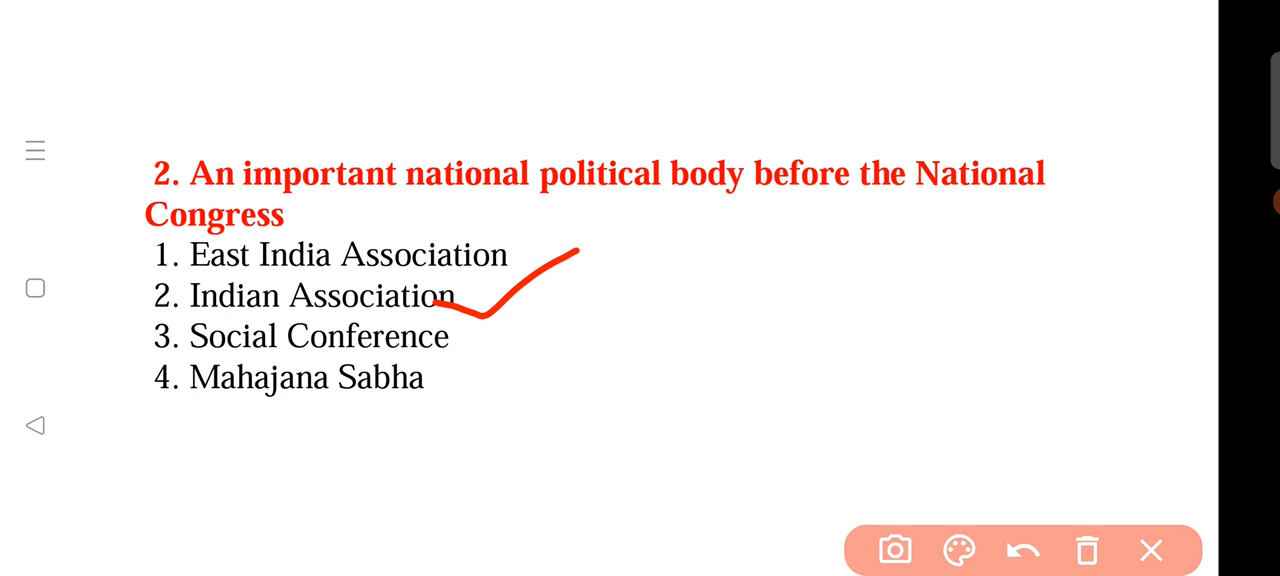 2. An important national political body before the National
Congress
1. East India Association
2. Indian Association
3. Social Conference
4. Mahajana Sabha